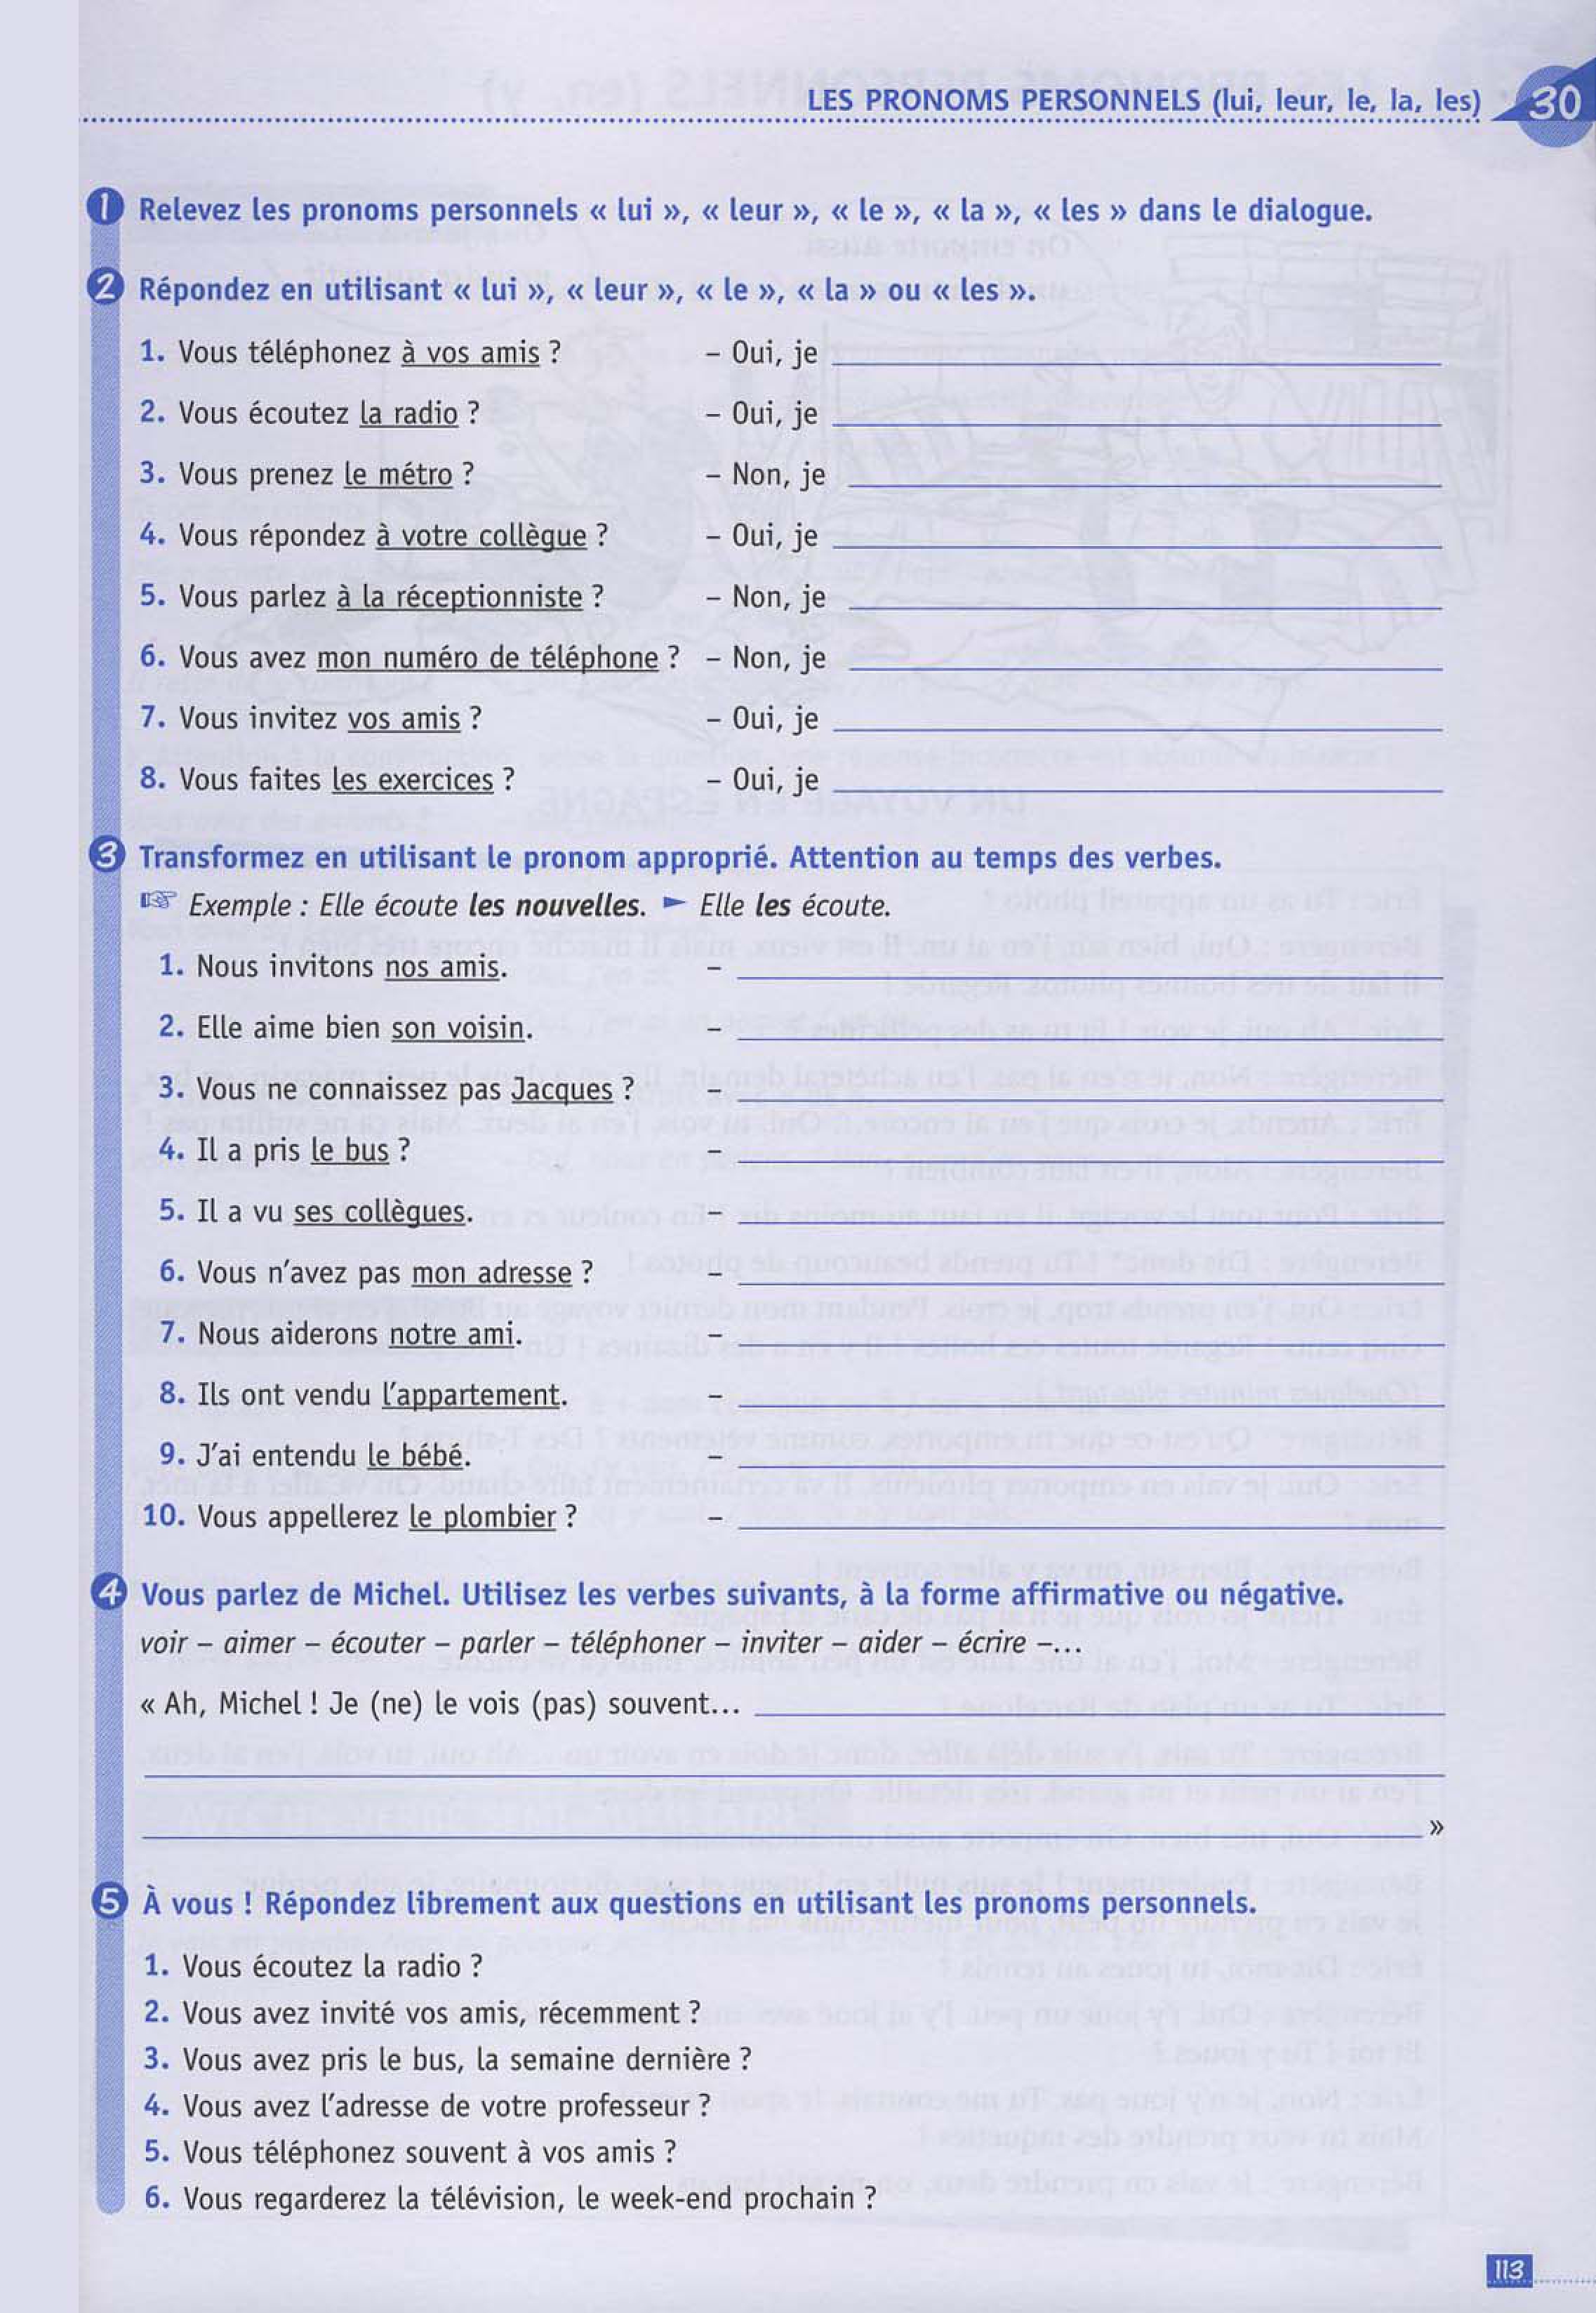 LES PRONOMS PERSONNELS (lui, leur, le, la, les) 30
1 Relevez les pronoms personnels « lui », « leur », « le », « la », « les » dans le dialogue.
2 Répondez en utilisant « lui », « leur », « le », « la » ou « les ».
1. Vous téléphonez à vos amis ? – Oui, je
2. Vous écoutez la radio ? – Oui, je
3. Vous prenez le métro ? – Non, je
4. Vous répondez à votre collègue ? – Oui, je
5. Vous parlez à la réceptionniste ? – Non, je
6. Vous avez mon numéro de téléphone ? – Non, je
7. Vous invitez vos amis ? – Oui, je
8. Vous faites les exercices ? – Oui, je
3 Transformez en utilisant le pronom approprié. Attention au temps des verbes.
☞ Exemple : Elle écoute les nouvelles. ► Elle les écoute.
1. Nous invitons nos amis. –
2. Elle aime bien son voisin. –
3. Vous ne connaissez pas Jacques ? –
4. Il a pris le bus ? –
5. Il a vu ses collègues. –
6. Vous n'avez pas mon adresse ? –
7. Nous aiderons notre ami. –
8. Ils ont vendu l'appartement. –
9. J'ai entendu le bébé. –
10. Vous appellerez le plombier ? –
4 Vous parlez de Michel. Utilisez les verbes suivants, à la forme affirmative ou négative.
voir – aimer – écouter – parler – téléphoner – inviter – aider – écrire –...
« Ah, Michel ! Je (ne) le vois (pas) souvent...
»
5 À vous ! Répondez librement aux questions en utilisant les pronoms personnels.
1. Vous écoutez la radio ?
2. Vous avez invité vos amis, récemment ?
3. Vous avez pris le bus, la semaine dernière ?
4. Vous avez l'adresse de votre professeur ?
5. Vous téléphonez souvent à vos amis ?
6. Vous regarderez la télévision, le week-end prochain ?
113